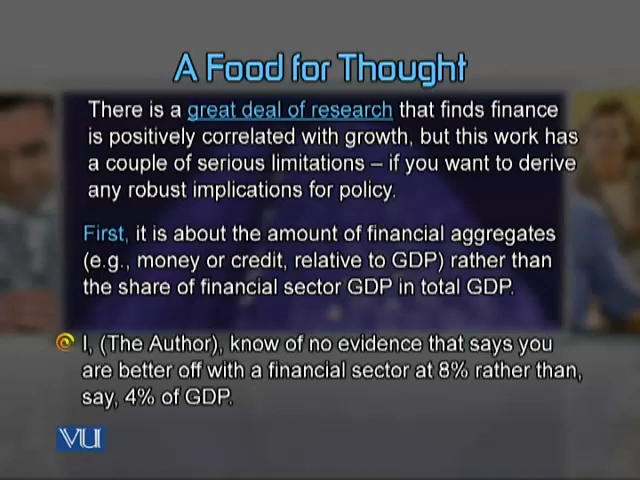 A Food for Thought
There is a great deal of research that finds finance
is positively correlated with growth, but this work has
a couple of serious limitations – if you want to derive
any robust implications for policy.
First, it is about the amount of financial aggregates
(e.g., money or credit, relative to GDP) rather than
the share of financial sector GDP in total GDP.
I, (The Author), know of no evidence that says you
are better off with a financial sector at 8% rather than,
say, 4% of GDP.
VU